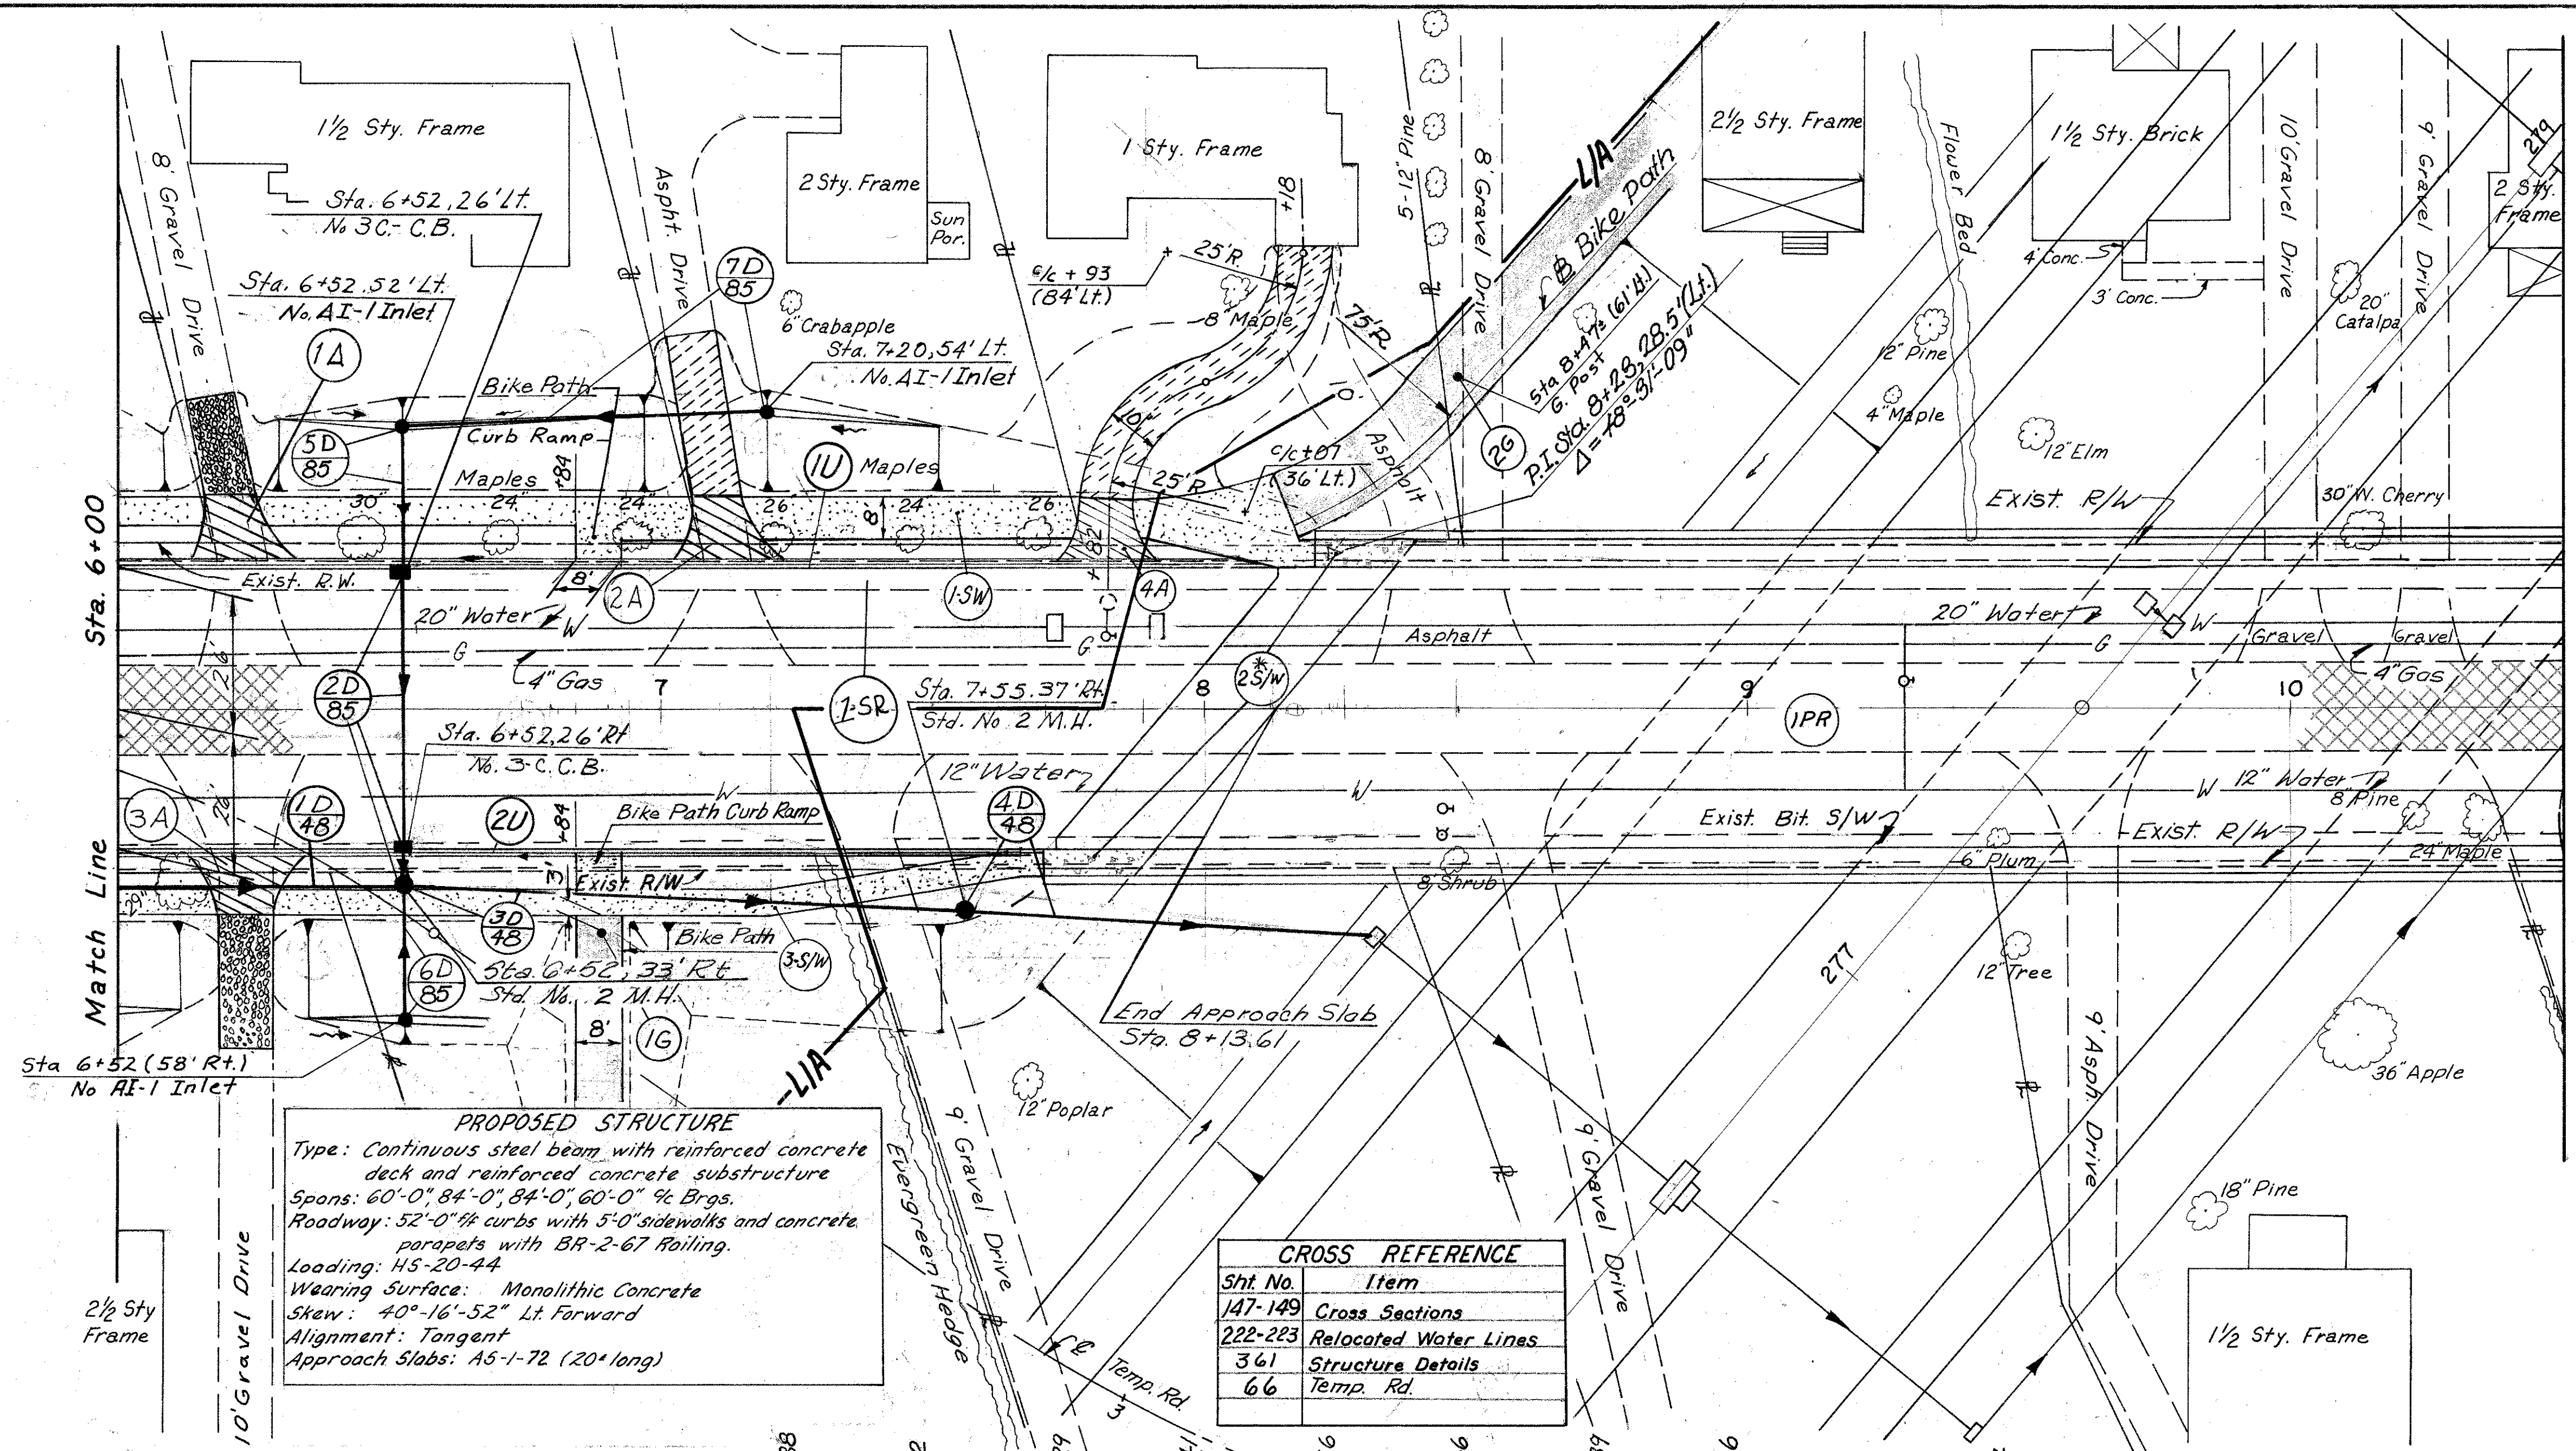 1½ Sty. Frame
8' Gravel Drive
Sta. 6+52, 26' Lt.
No 3C.- C.B.
Sta. 6+52.52' Lt.
No. AI-1 Inlet
1A
Aspht. Drive
2 Sty. Frame
Sun
Por.
7D
85
6" Crabapple
Sta. 7+20, 54' Lt.
No. AI-1 Inlet
1 Sty. Frame
c/c + 93
(84' Lt.)
25'R.
+18
8" Maple
75'R
5-12" Pine
8' Gravel Drive
L/A
Bike Path
Sta 8+47± (61' Lt.)
G. Post
P.I. Sta. 8+28, 28.5' (Lt.)
Δ = 48°-31'-09"
2½ Sty. Frame
Flower Bed
1½ Sty. Brick
4' Conc.
3' Conc.
10' Gravel Drive
9' Gravel Drive
279
2 Sty.
Frame
20"
Catalpa
12" Pine
4" Maple
12" Elm
Exist. R/W
30" W. Cherry
Bike Path
Curb Ramp
5D
85
Maples
30"
24"
+84
24"
26"
24"
26"
8'
1U
Maples
10'
10'
25'R
c/c+07
(36' Lt.)
Asphalt
2G
+82
Sta. 6+00
Exist. R.W.
8'
2A
1-SW
4A
20" Water
W
G
4" Gas
7
26'
2D
85
1-SR
Sta. 7+55.37' Rt.
Std. No. 2 M.H.
G
8
*
2S/W
Asphalt
9
1PR
20" Water
W
G
Gravel
Gravel
4" Gas
10
Sta. 6+52, 26' Rt
No. 3-C. C.B.
12" Water
W
W
W
12" Water
8" Pine
26'
3A
1D
48
2U
+84
Bike Path Curb Ramp
4D
48
Exist. Bit. S/W
Exist. R/W
6" Plum
24" Maple
8' Shrub
29"
3'
Exist. R/W
3D
48
Bike Path
3-S/W
Match Line
6D
85
Sta. 6+52, 33' Rt
Std. No. 2 M.H.
8'
1G
End Approach Slab
Sta. 8+13.61
277
12" Tree
9' Asph. Drive
36" Apple
Sta 6+52 (58' Rt.)
No AI-1 Inlet
L/A
12" Poplar
PROPOSED STRUCTURE
Type: Continuous steel beam with reinforced concrete
deck and reinforced concrete substructure
Spans: 60'-0", 84'-0", 84'-0", 60'-0" c/c Brgs.
Roadway: 52'-0" f/f curbs with 5'-0" sidewalks and concrete
parapets with BR-2-67 Railing.
Loading: HS-20-44
Wearing Surface: Monolithic Concrete
Skew: 40°-16'-52" Lt. Forward
Alignment: Tangent
Approach Slabs: AS-1-72 (20' long)
2½ Sty
Frame
10' Gravel Drive
Evergreen Hedge
9' Gravel Drive
Temp. Rd.
3
9' Gravel Drive
CROSS REFERENCE
Sht. No. Item
147-149 Cross Sections
222-223 Relocated Water Lines
361 Structure Details
66 Temp. Rd.
18" Pine
1½ Sty. Frame